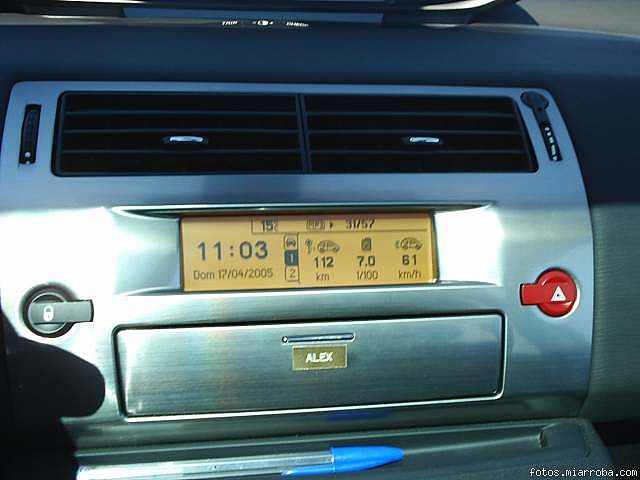 15°C MP3 31/57
11:03
1 112 7.0 61
Dom 17/04/2005 2 km l/100 km/h
ALEX
fotos.miarroba.com